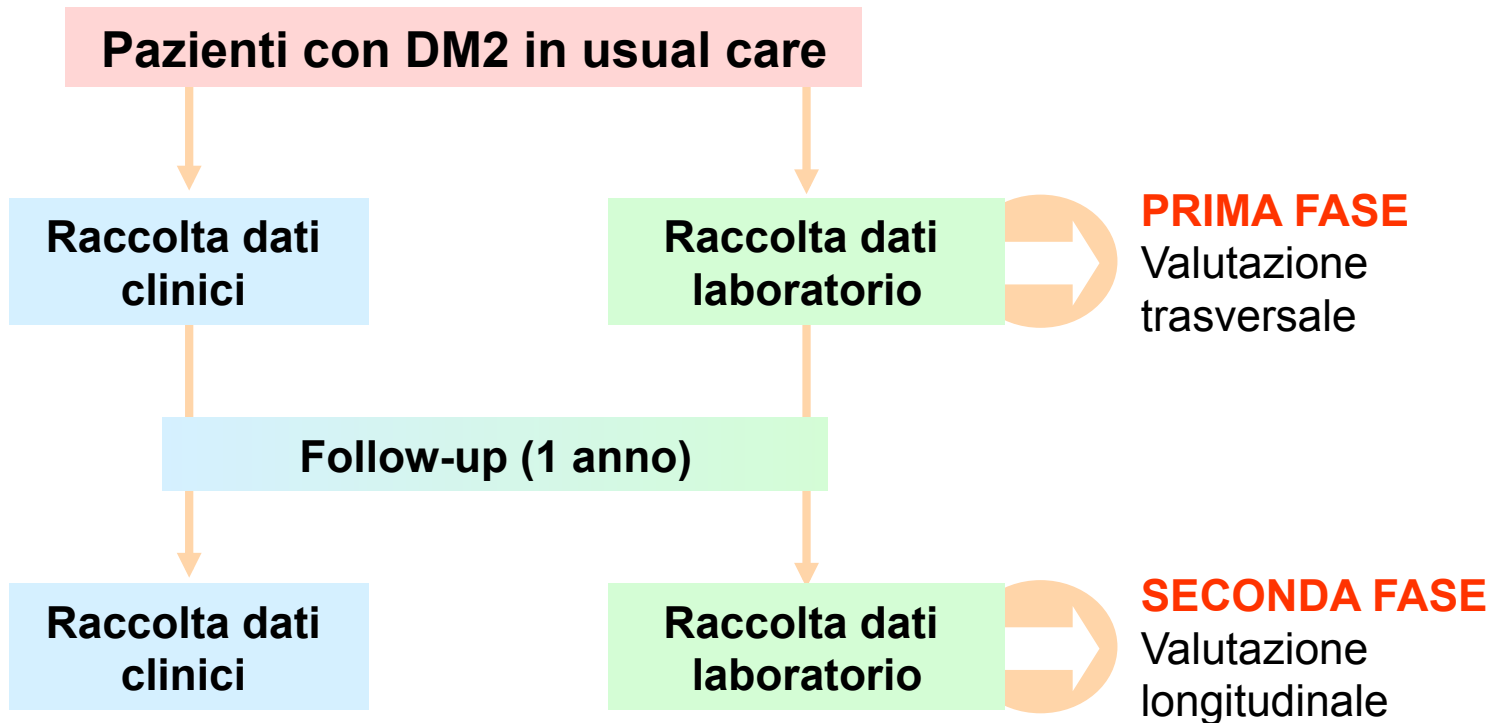 Pazienti con DM2 in usual care
Raccolta dati
clinici
Raccolta dati
laboratorio
PRIMA FASE
Valutazione
trasversale
Follow-up (1 anno)
Raccolta dati
clinici
Raccolta dati
laboratorio
SECONDA FASE
Valutazione
longitudinale